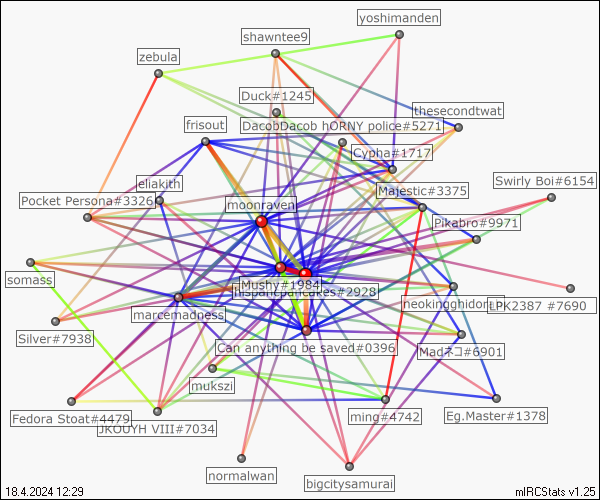 yoshimanden
shawntee9
zebula
Duck#1245
thesecondtwat
frisout
DacobDacob hORNY police#5271
Cypha#1717
eliakith
Majestic#3375
Swirly Boi#6154
Pocket Persona#3326
moonraven
Pikabro#9971
somass
Mushy#1984
#2928
neokingghidor
LPK2387 #7690
marcemadness
Silver#7938
Can anything be saved#0396
Madネコ#6901
mukszi
Fedora Stoat#4479
JKOUYH VIII#7034
ming#4742
Eg.Master#1378
normalwan
bigcitysamurai
18.4.2024 12:29
mIRCStats v1.25